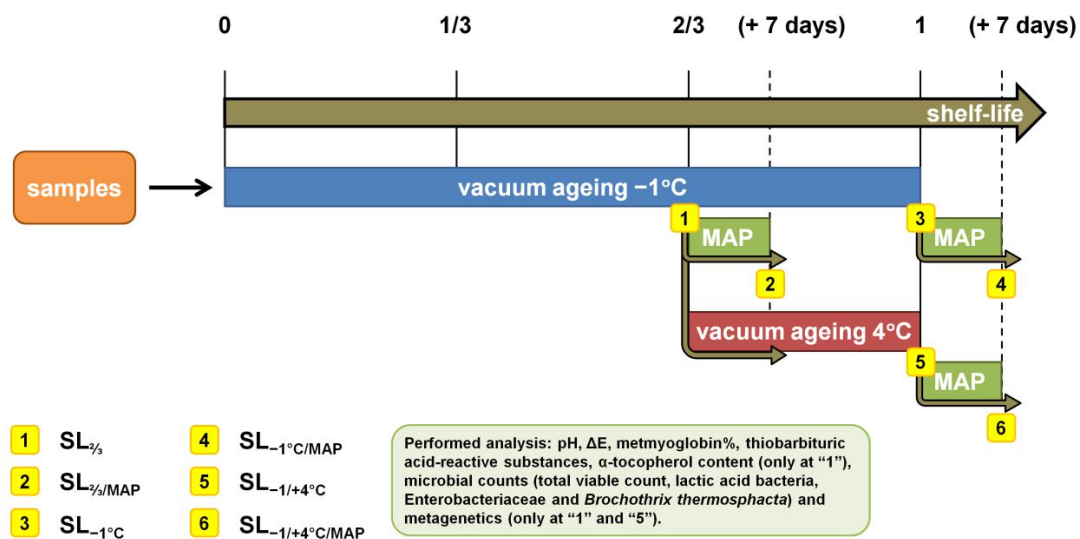 0 1/3 2/3 (+ 7 days) 1 (+ 7 days)
shelf-life
samples
vacuum ageing −1°C
1 MAP 3 MAP
2 4
vacuum ageing 4°C
5 MAP
6
1 SL⅔
2 SL⅔/MAP
3 SL−1°C
4 SL−1°C/MAP
5 SL−1/+4°C
6 SL−1/+4°C/MAP
Performed analysis: pH, ΔE, metmyoglobin%, thiobarbituric
acid-reactive substances, α-tocopherol content (only at “1”),
microbial counts (total viable count, lactic acid bacteria,
Enterobacteriaceae and Brochothrix thermosphacta) and
metagenetics (only at “1” and “5”).